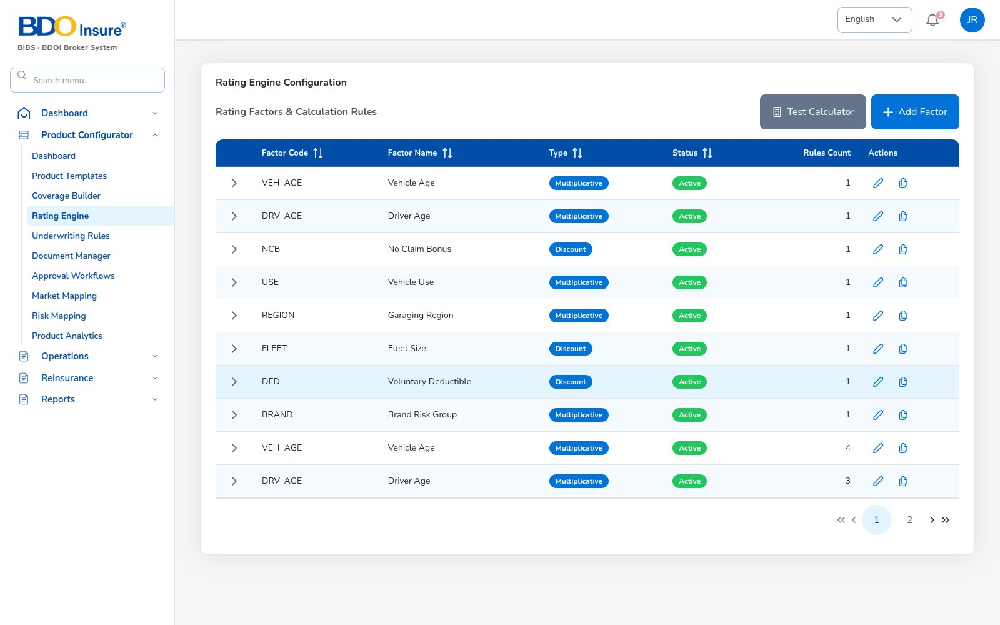 BDO Insure®
BIBS · BDOI Broker System
Search menu...
Dashboard
Product Configurator
Dashboard
Product Templates
Coverage Builder
Rating Engine
Underwriting Rules
Document Manager
Approval Workflows
Market Mapping
Risk Mapping
Product Analytics
Operations
Reinsurance
Reports
English
3
JR
Rating Engine Configuration
Rating Factors & Calculation Rules
Test Calculator
Add Factor
Factor Code Factor Name Type Status Rules Count Actions
VEH_AGE Vehicle Age Multiplicative Active 1
DRV_AGE Driver Age Multiplicative Active 1
NCB No Claim Bonus Discount Active 1
USE Vehicle Use Multiplicative Active 1
REGION Garaging Region Multiplicative Active 1
FLEET Fleet Size Discount Active 1
DED Voluntary Deductible Discount Active 1
BRAND Brand Risk Group Multiplicative Active 1
VEH_AGE Vehicle Age Multiplicative Active 4
DRV_AGE Driver Age Multiplicative Active 3
1 2